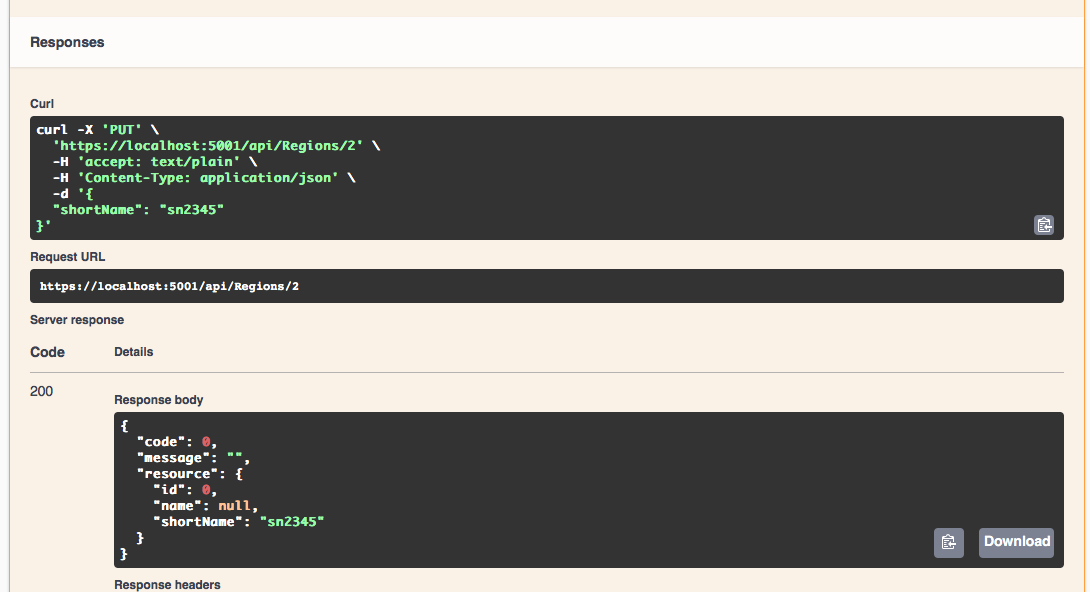 Responses
Curl
curl -X 'PUT' \
  'https://localhost:5001/api/Regions/2' \
  -H 'accept: text/plain' \
  -H 'Content-Type: application/json' \
  -d '{
  "shortName": "sn2345"
}'
Request URL
https://localhost:5001/api/Regions/2
Server response
Code Details
200
Response body
{
  "code": 0,
  "message": "",
  "resource": {
    "id": 0,
    "name": null,
    "shortName": "sn2345"
  }
}
Download
Response headers